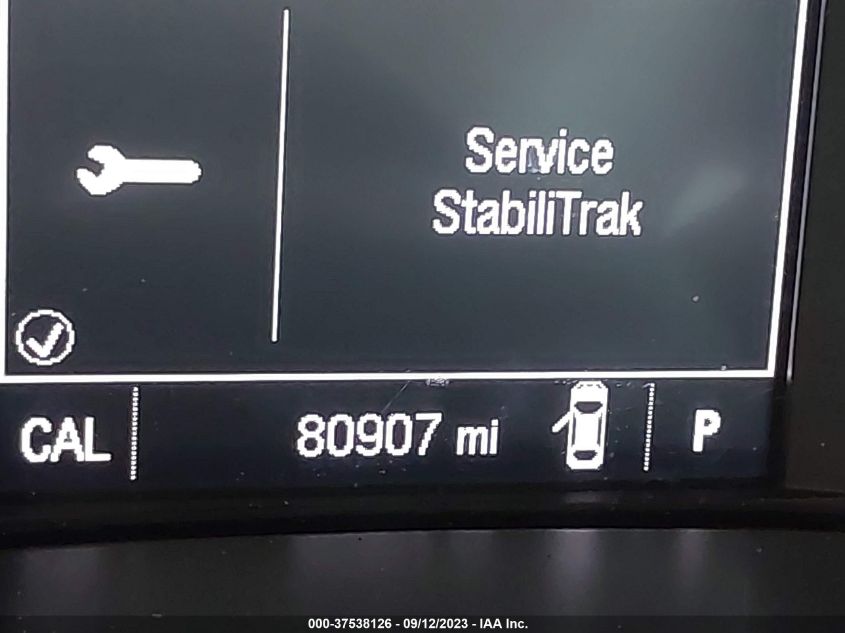 Service
StabiliTrak
CAL 80907 mi P
000-37538126 - 09/12/2023 - IAA Inc.